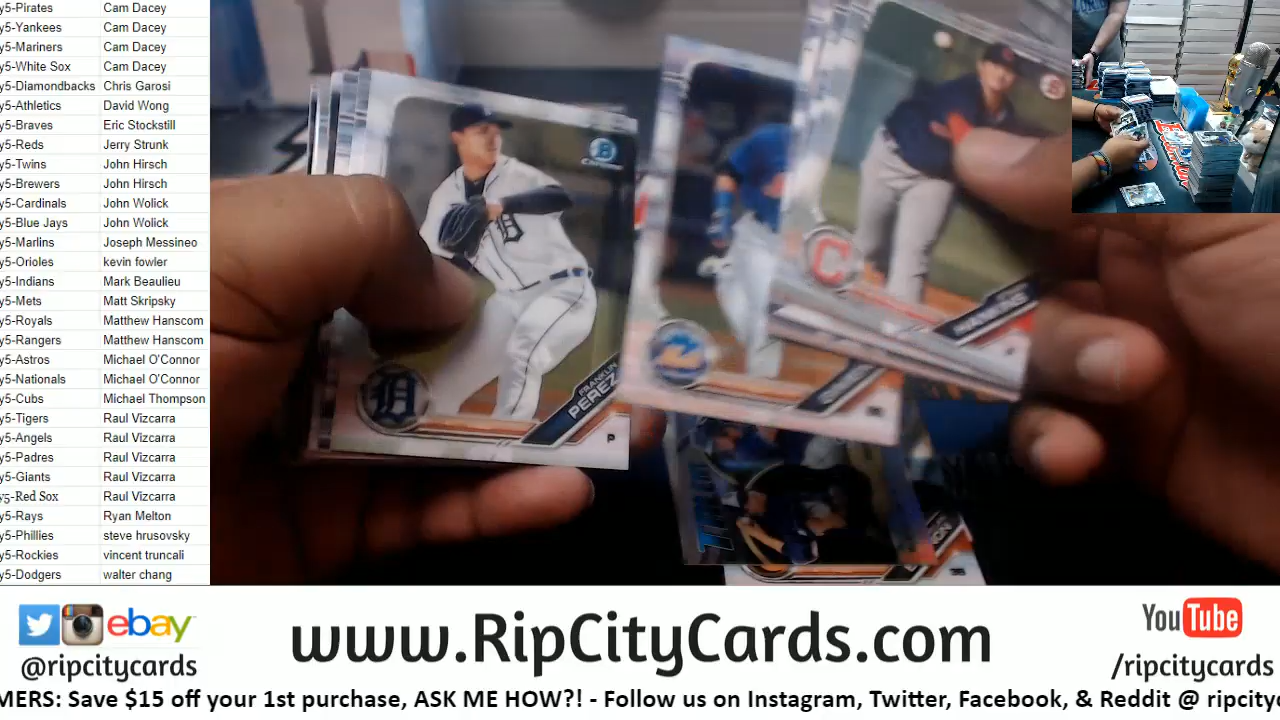 y5-Pirates Cam Dacey
y5-Yankees Cam Dacey
y5-Mariners Cam Dacey
y5-White Sox Cam Dacey
y5-Diamondbacks Chris Garosi
y5-Athletics David Wong
y5-Braves Eric Stockstill
y5-Reds Jerry Strunk
y5-Twins John Hirsch
y5-Brewers John Hirsch
y5-Cardinals John Wolick
y5-Blue Jays John Wolick
y5-Marlins Joseph Messineo
y5-Orioles kevin fowler
y5-Indians Mark Beaulieu
y5-Mets Matt Skripsky
y5-Royals Matthew Hanscom
y5-Rangers Matthew Hanscom
y5-Astros Michael O'Connor
y5-Nationals Michael O'Connor
y5-Cubs Michael Thompson
y5-Tigers Raul Vizcarra
y5-Angels Raul Vizcarra
y5-Padres Raul Vizcarra
y5-Giants Raul Vizcarra
y5-Red Sox Raul Vizcarra
y5-Rays Ryan Melton
y5-Phillies steve hrusovsky
y5-Rockies vincent truncali
y5-Dodgers walter chang
D
FRANKLIN
PEREZ
P
C
ebay
@ripcitycards
www.RipCityCards.com
YouTube
/ripcitycards
MERS: Save $15 off your 1st purchase, ASK ME HOW?! - Follow us on Instagram, Twitter, Facebook, & Reddit @ ripcity